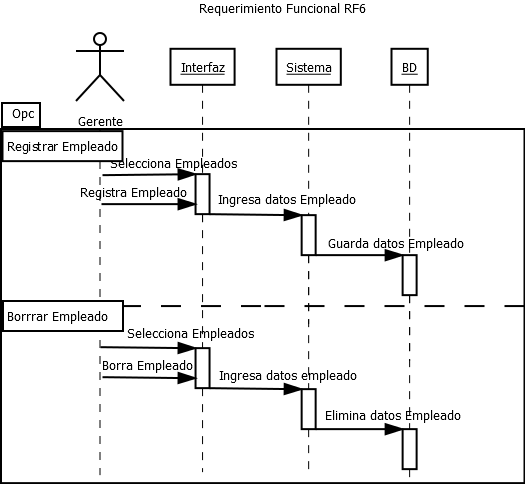 Requerimiento Funcional RF6
Interfaz
Sistema
BD
Opc
Gerente
Registrar Empleado
Selecciona Empleados
Registra Empleado
Ingresa datos Empleado
Guarda datos Empleado
Borrrar Empleado
Selecciona Empleados
Borra Empleado
Ingresa datos empleado
Elimina datos Empleado